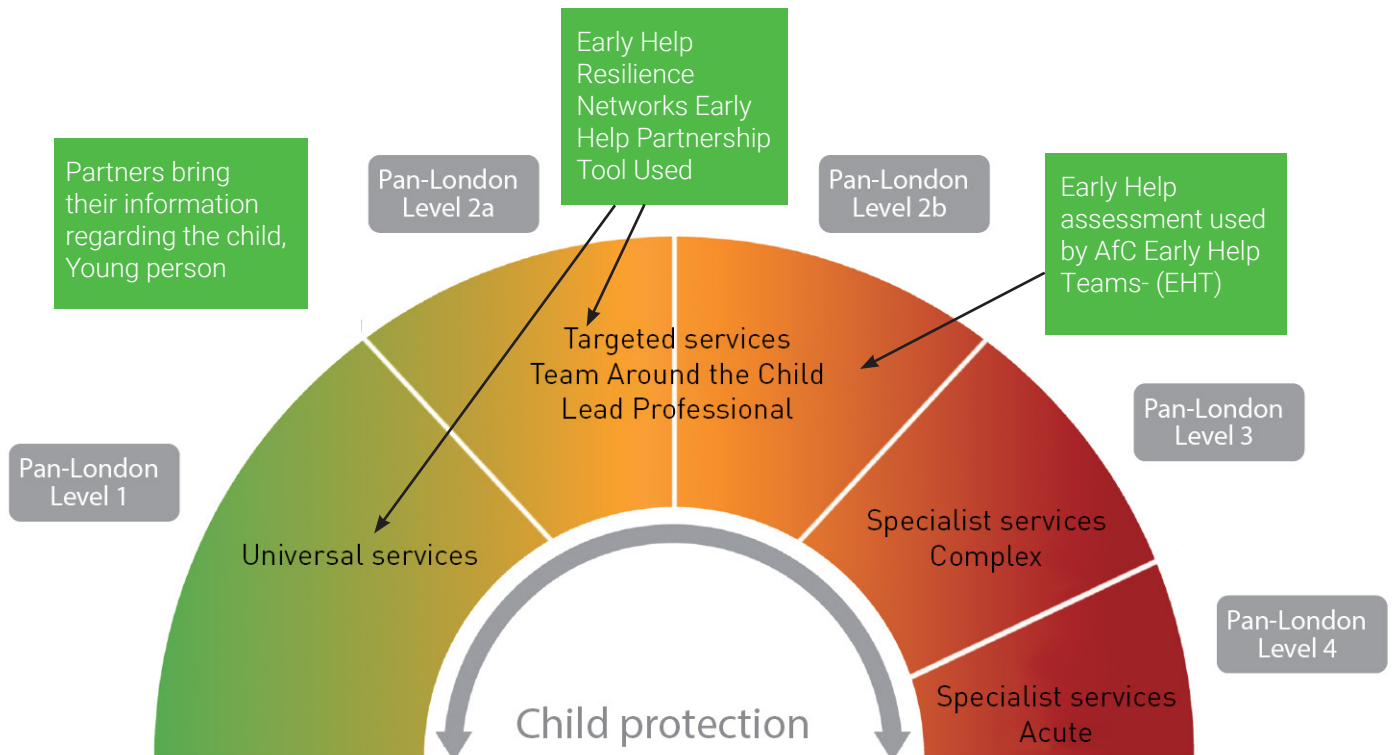 Early Help
Resilience
Networks Early
Help Partnership
Tool Used
Partners bring
their information
regarding the child,
Young person
Pan-London
Level 2a
Pan-London
Level 2b
Early Help
assessment used
by AfC Early Help
Teams- (EHT)
Targeted services
Team Around the Child
Lead Professional
Pan-London
Level 3
Pan-London
Level 1
Universal services
Specialist services
Complex
Pan-London
Level 4
Specialist services
Acute
Child protection